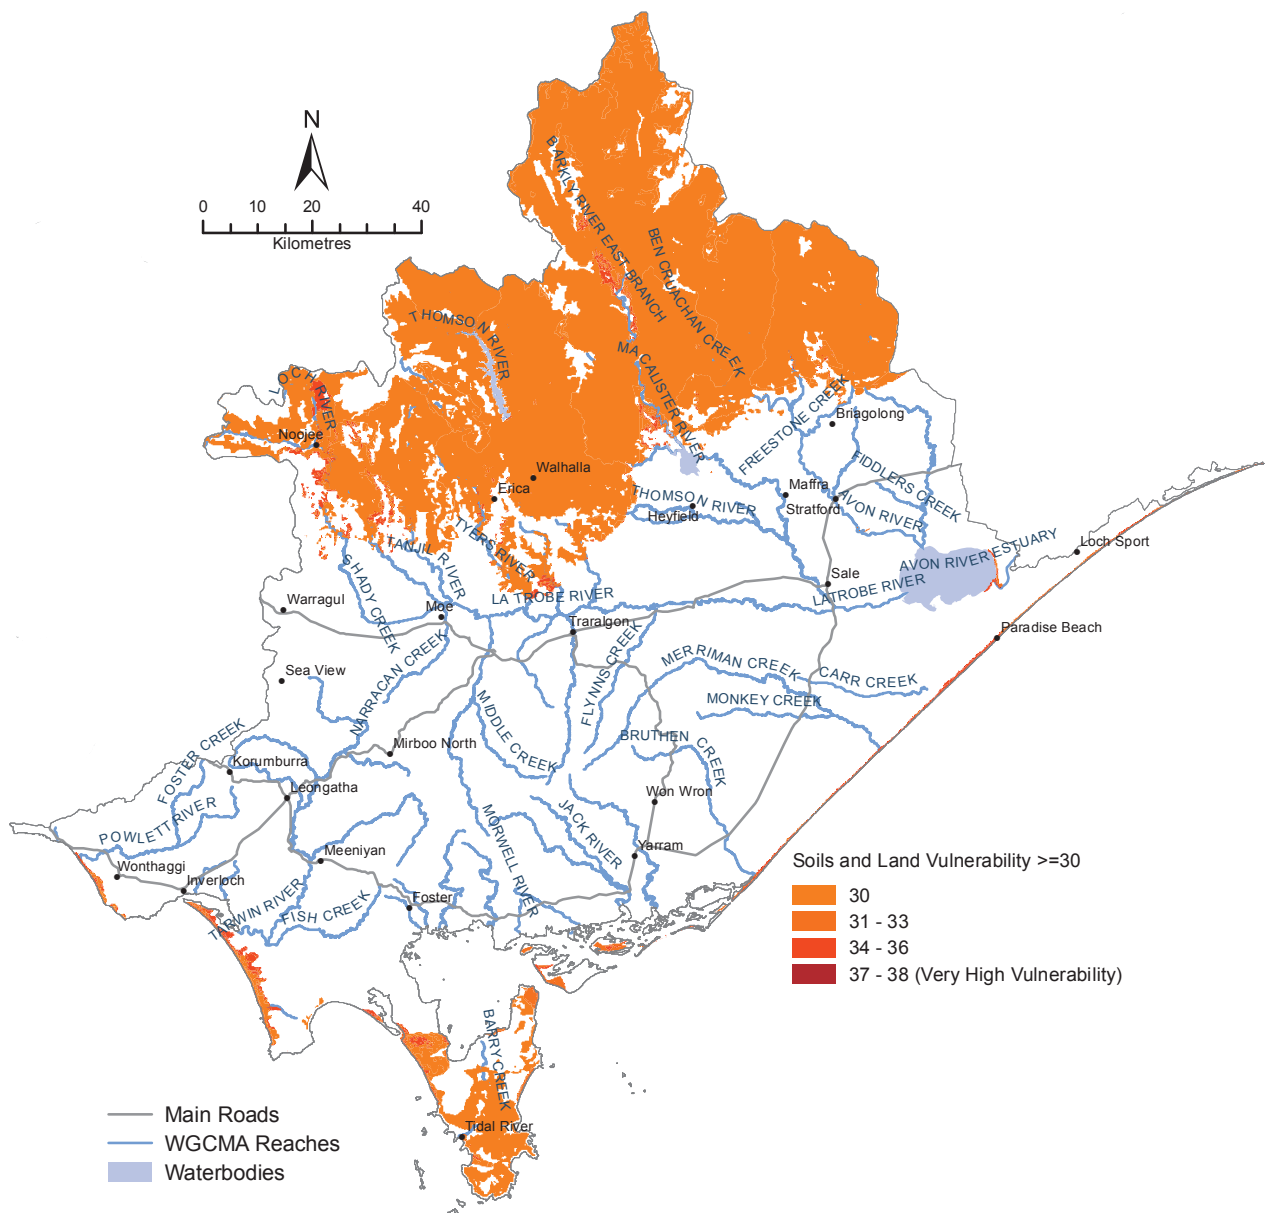 N
0 10 20 40
Kilometres
BARKLY RIVER EAST BRANCH
BEN CRUACHAN CREEK
THOMSON RIVER
MACALISTER RIVER
LOCH RIVER
Noojee
FREESTONE CREEK
Briagolong
Walhalla
Erica
FIDDLERS CREEK
Maffra
Stratford
AVON RIVER
THOMSON RIVER
Heyfield
TANJIL RIVER
TYERS RIVER
SHADY CREEK
AVON RIVER ESTUARY
Loch Sport
Sale
LATROBE RIVER
LA TROBE RIVER
Warragul
Moe
Traralgon
Paradise Beach
NARRACAN CREEK
FLYNNS CREEK
MERRIMAN CREEK
CARR CREEK
Sea View
MONKEY CREEK
MIDDLE CREEK
BRUTHEN CREEK
Mirboo North
FOSTER CREEK
Korumburra
Leongatha
Won Wron
POWLETT RIVER
JACK RIVER
MORWELL RIVER
Yarram
Meeniyan
Wonthaggi
Inverloch
TARWIN RIVER
FISH CREEK
Foster
BARRY CREEK
Tidal River
Soils and Land Vulnerability >=30
30
31 - 33
34 - 36
37 - 38 (Very High Vulnerability)
Main Roads
WGCMA Reaches
Waterbodies